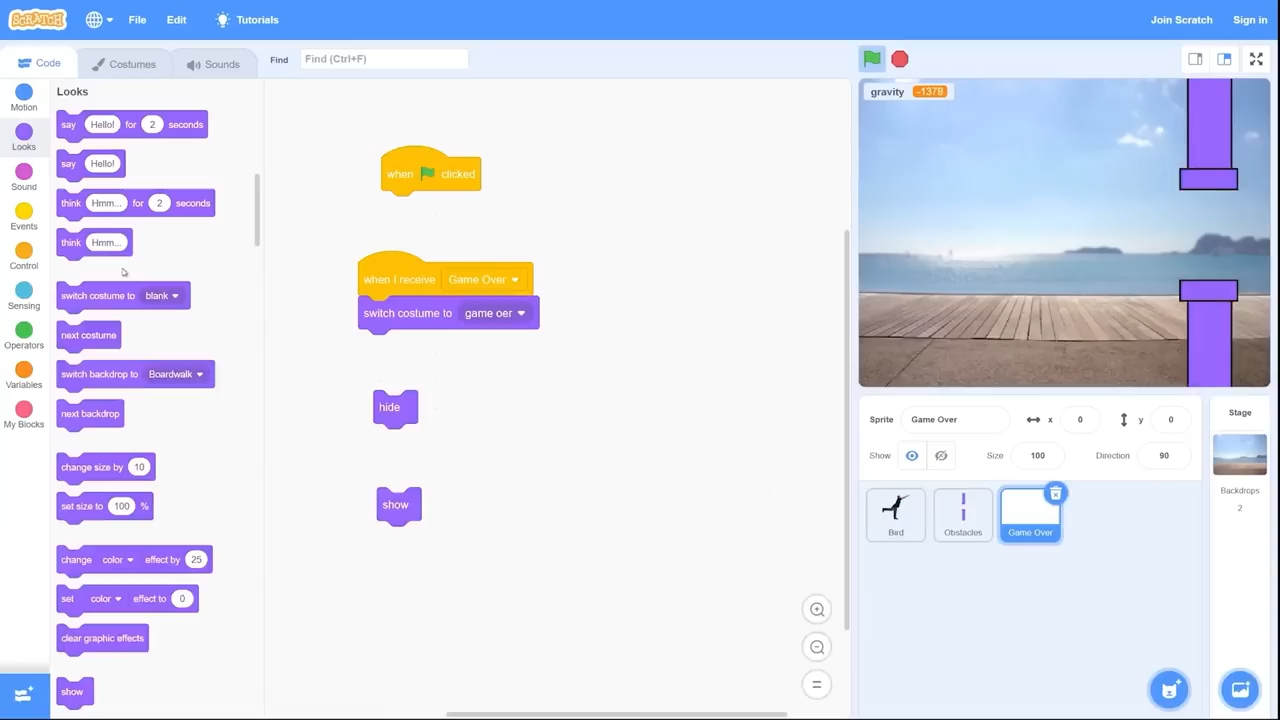 SCRATCH File Edit Tutorials Join Scratch Sign in
Code Costumes Sounds Find Find (Ctrl+F)
Motion
Looks
Sound
Events
Control
Sensing
Operators
Variables
My Blocks
Looks
say Hello! for 2 seconds
say Hello!
think Hmm... for 2 seconds
think Hmm...
switch costume to blank
next costume
switch backdrop to Boardwalk
next backdrop
change size by 10
set size to 100 %
change color effect by 25
set color effect to 0
clear graphic effects
show
when clicked
when I receive Game Over
switch costume to game oer
hide
show
gravity -1379
Sprite Game Over x 0 y 0
Show Size 100 Direction 90
Bird
Obstacles
Game Over
Stage
Backdrops
2